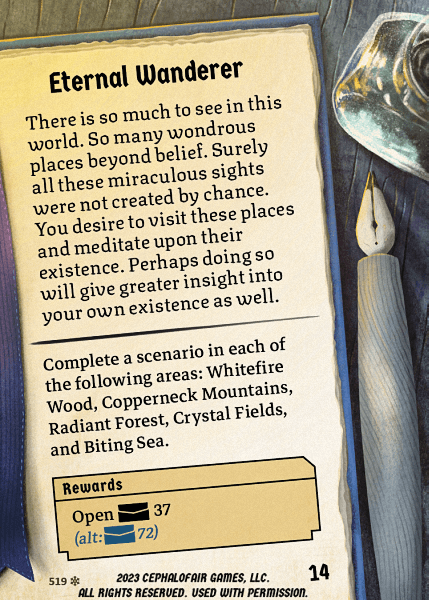 Eternal Wanderer
There is so much to see in this
world. So many wondrous
places beyond belief. Surely
all these miraculous sights
were not created by chance.
You desire to visit these places
and meditate upon their
existence. Perhaps doing so
will give greater insight into
your own existence as well.
Complete a scenario in each of
the following areas: Whitefire
Wood, Copperneck Mountains,
Radiant Forest, Crystal Fields,
and Biting Sea.
Rewards
Open 37
(alt: 72)
519
2023 CEPHALOFAIR GAMES, LLC.
14
ALL RIGHTS RESERVED. USED WITH PERMISSION.